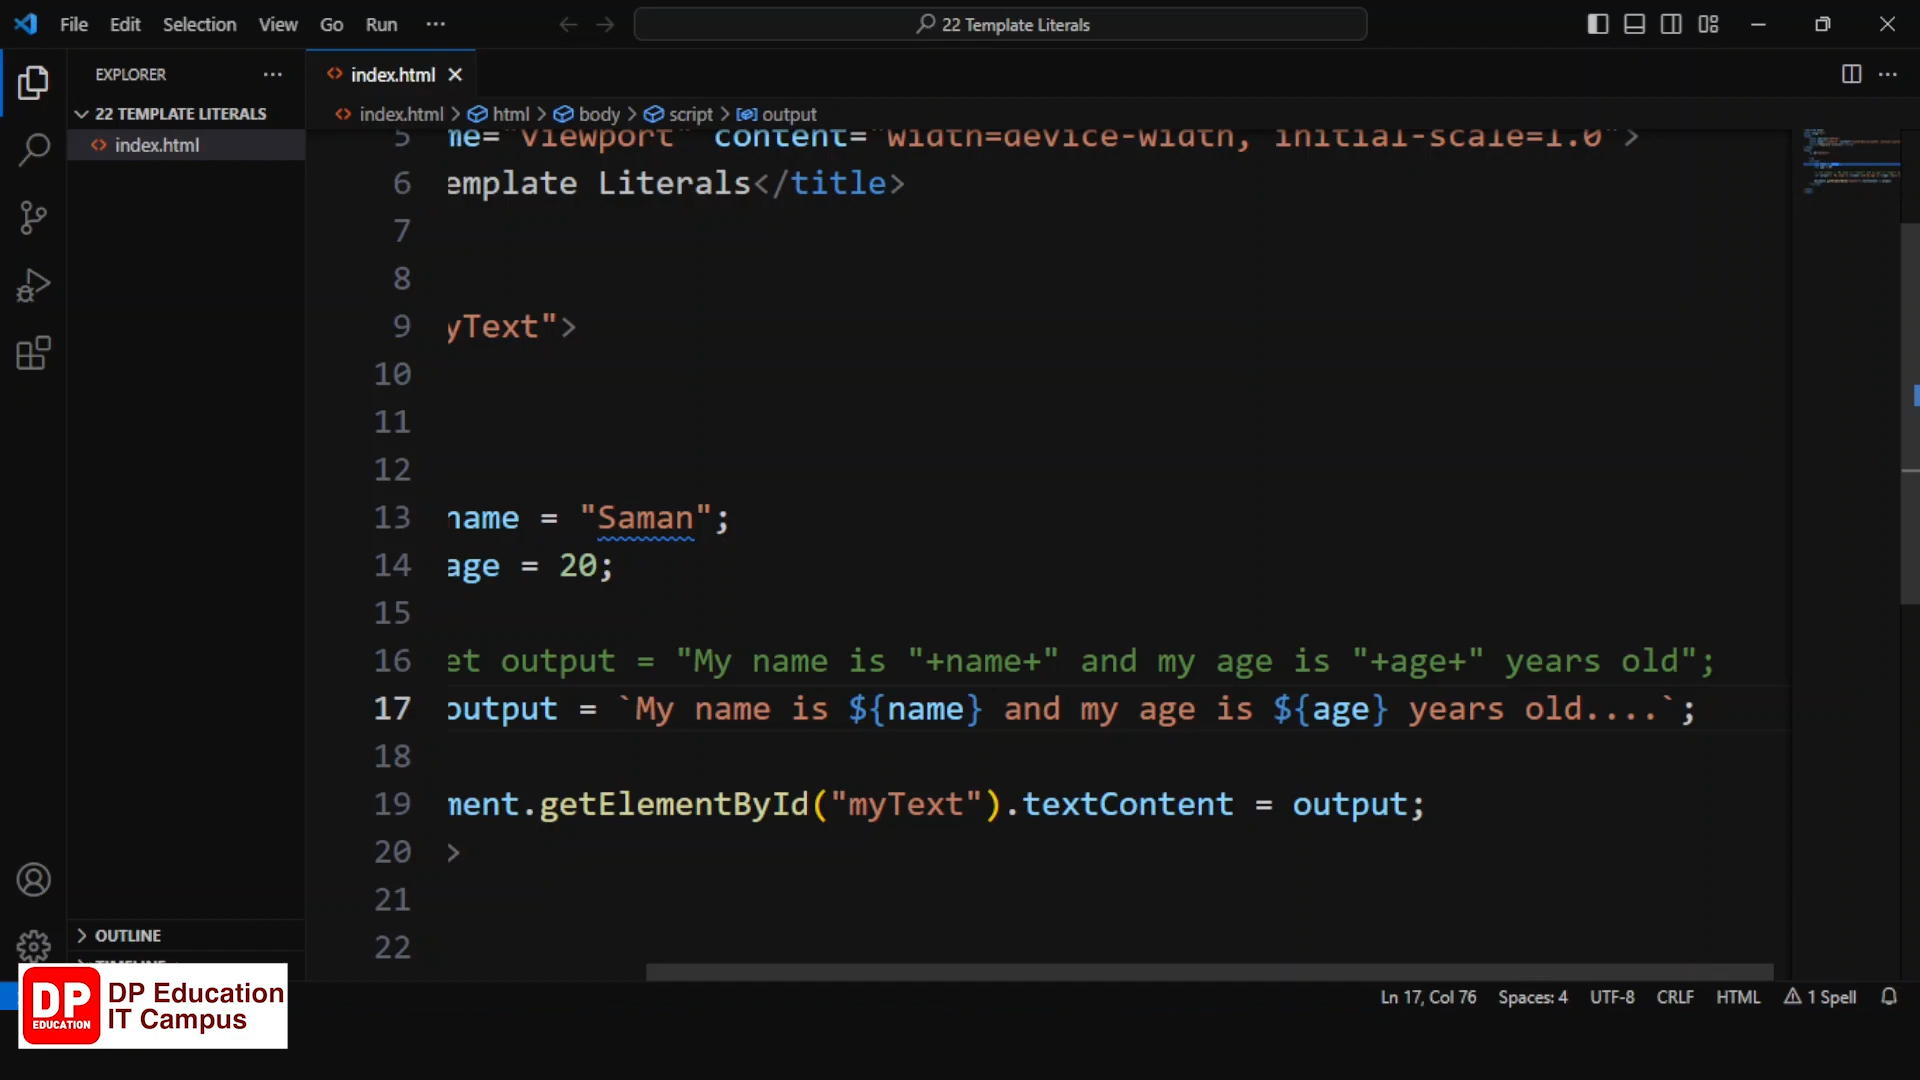 File Edit Selection View Go Run ··· 22 Template Literals
EXPLORER ···
22 TEMPLATE LITERALS
index.html
OUTLINE
index.html
index.html > html > body > script > output
5 me="viewport" content="width=device-width, initial-scale=1.0">
6 emplate Literals</title>
7
8
9 yText">
10
11
12
13 name = "Saman";
14 age = 20;
15
16 et output = "My name is "+name+" and my age is "+age+" years old";
17 output = `My name is ${name} and my age is ${age} years old....`;
18
19 ment.getElementById("myText").textContent = output;
20 >
21
22
Ln 17, Col 76 Spaces: 4 UTF-8 CRLF HTML 1 Spell
DP EDUCATION
DP Education
IT Campus